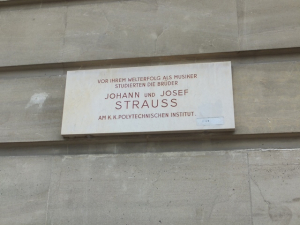 VOR IHREM WELTERFOLG ALS MUSIKER
STUDIERTEN DIE BRÜDER
JOHANN UND JOSEF
STRAUSS
AM K.K. POLYTECHNISCHEN INSTITUT.